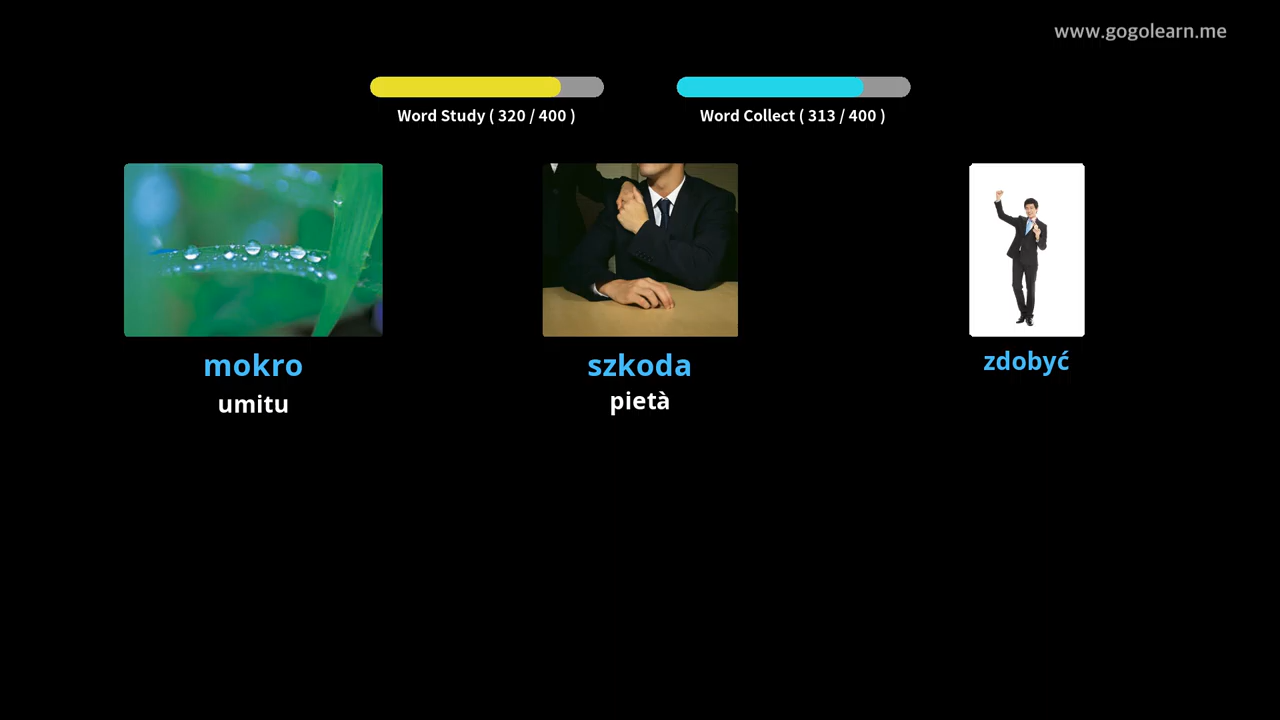 www.gogolearn.me
Word Study ( 320 / 400 )
Word Collect ( 313 / 400 )
mokro
umitu
szkoda
pietà
zdobyć